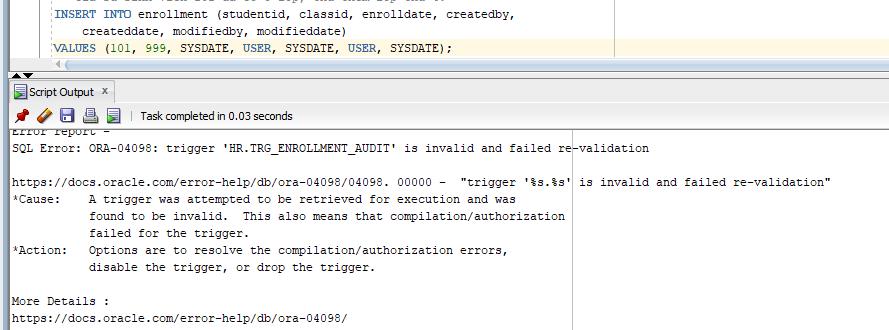 INSERT INTO enrollment (studentid, classid, enrolldate, createdby,
createddate, modifiedby, modifieddate)
VALUES (101, 999, SYSDATE, USER, SYSDATE, USER, SYSDATE);
Script Output x
Task completed in 0.03 seconds
Error report -
SQL Error: ORA-04098: trigger 'HR.TRG_ENROLLMENT_AUDIT' is invalid and failed re-validation
https://docs.oracle.com/error-help/db/ora-04098/04098. 00000 - "trigger '%s.%s' is invalid and failed re-validation"
*Cause: A trigger was attempted to be retrieved for execution and was
found to be invalid. This also means that compilation/authorization
failed for the trigger.
*Action: Options are to resolve the compilation/authorization errors,
disable the trigger, or drop the trigger.
More Details :
https://docs.oracle.com/error-help/db/ora-04098/